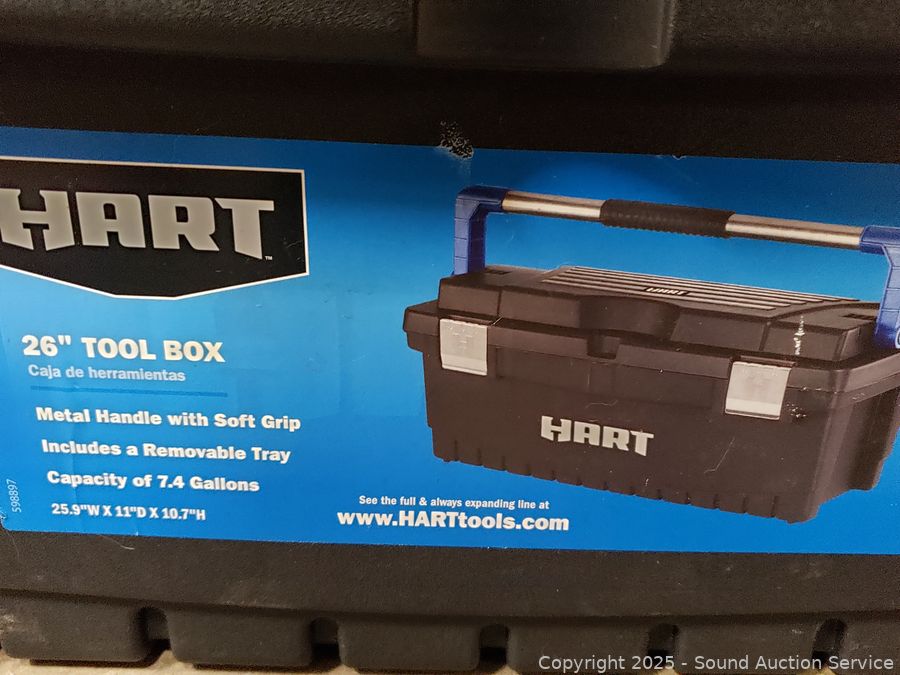 HART™
26" TOOL BOX
Caja de herramientas
Metal Handle with Soft Grip
Includes a Removable Tray
Capacity of 7.4 Gallons
25.9"W X 11"D X 10.7"H
598897
See the full & always expanding line at
www.HARTtools.com
HART
HART
Copyright 2025 - Sound Auction Service